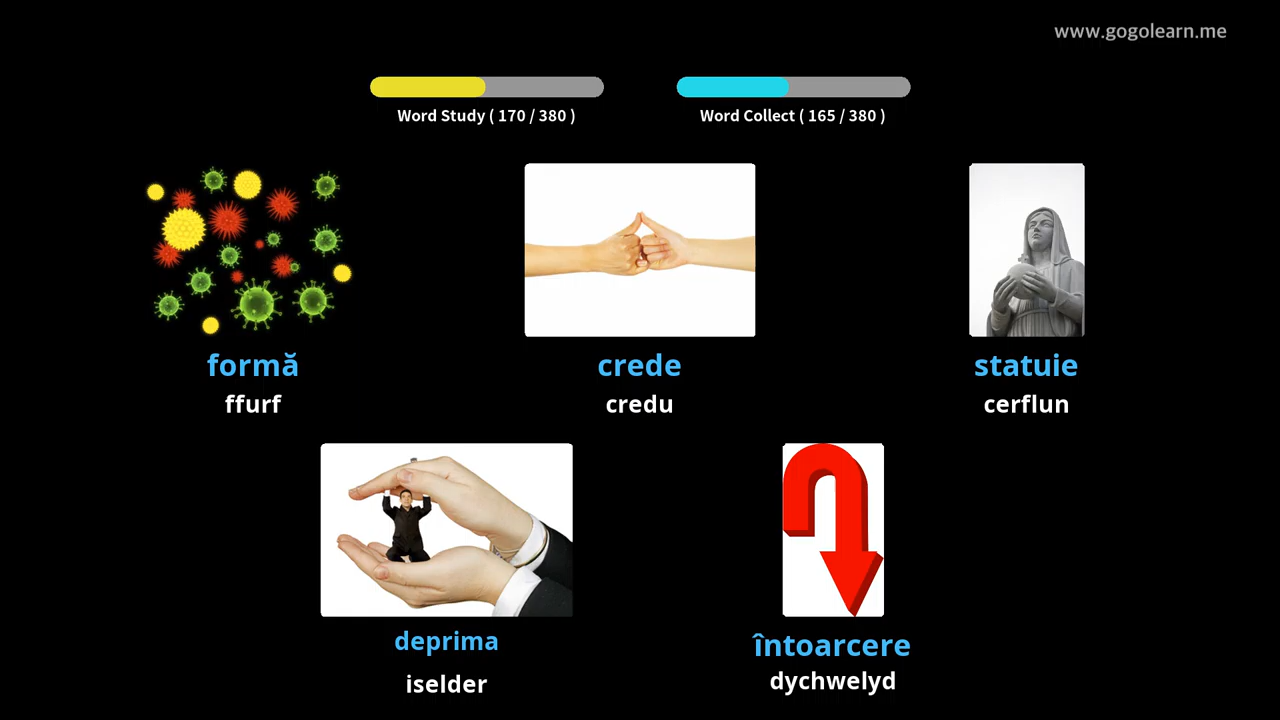 www.gogolearn.me
Word Study ( 170 / 380 )
Word Collect ( 165 / 380 )
formă
ffurf
crede
credu
statuie
cerflun
deprima
iselder
întoarcere
dychwelyd